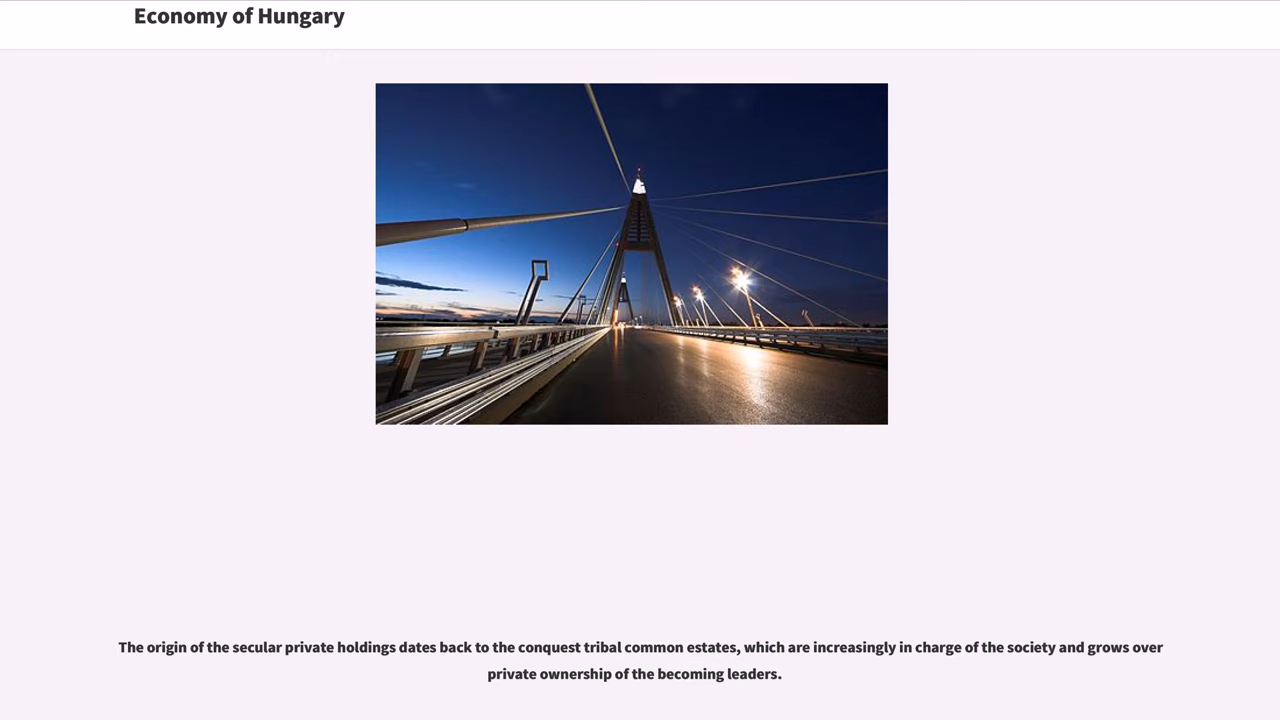 Economy of Hungary
The origin of the secular private holdings dates back to the conquest tribal common estates, which are increasingly in charge of the society and grows over
private ownership of the becoming leaders.